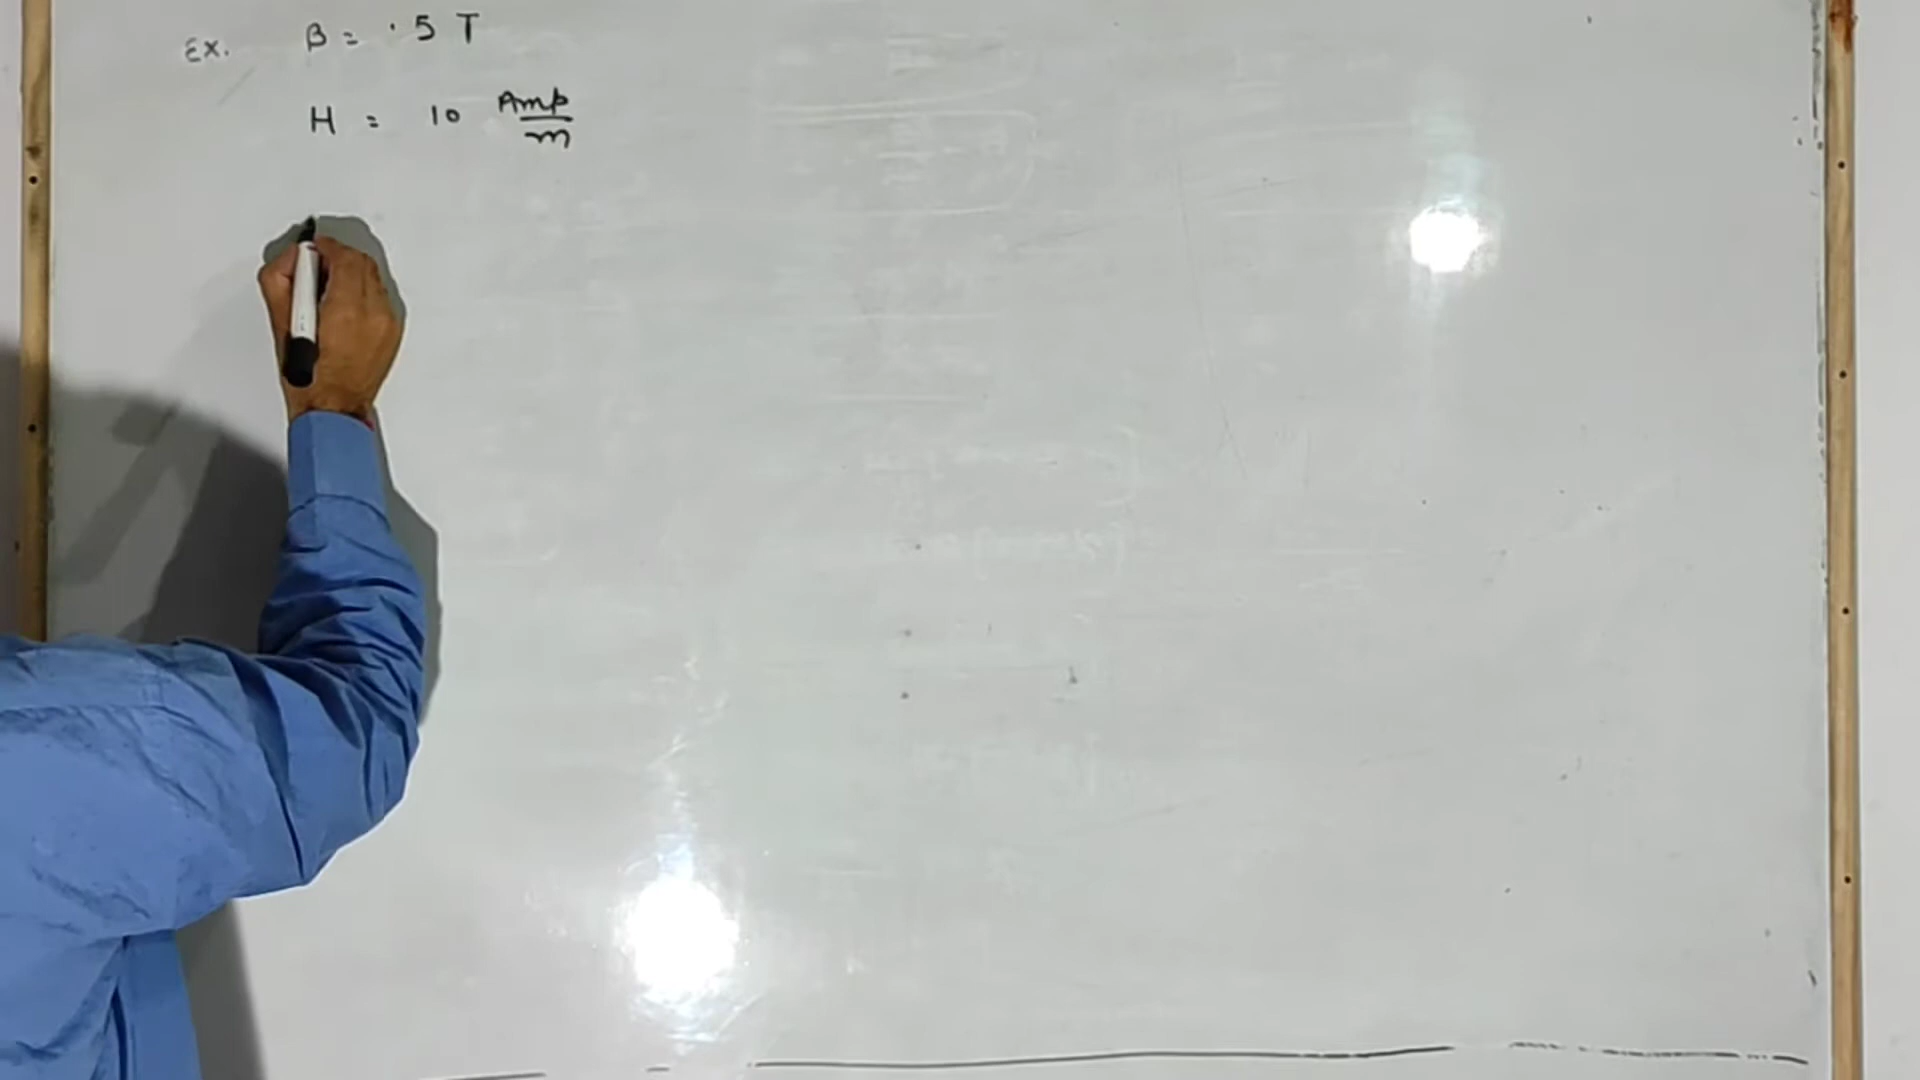 Ex. B = .5 T
H = 10 Amp/m